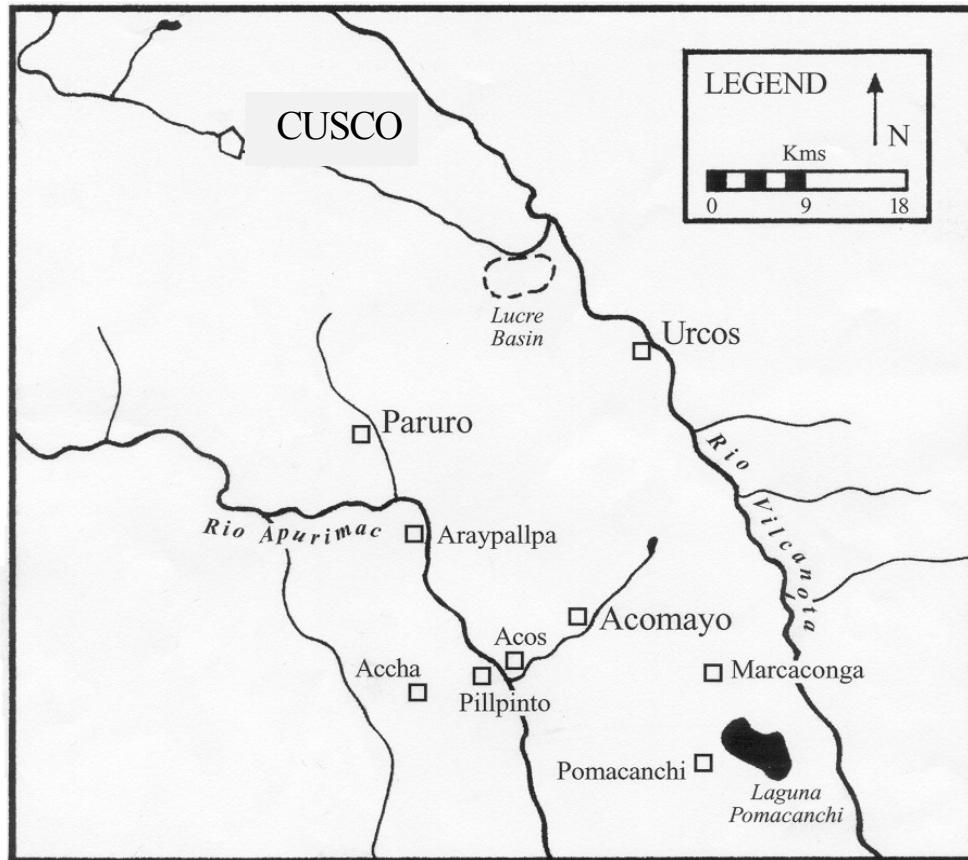 CUSCO
LEGEND
N
Kms
0 9 18
Lucre
Basin
Urcos
Paruro
Rio Vilcanota
Rio Apurimac
Araypallpa
Acomayo
Acos
Accha
Pillpinto
Marcaconga
Pomacanchi
Laguna
Pomacanchi